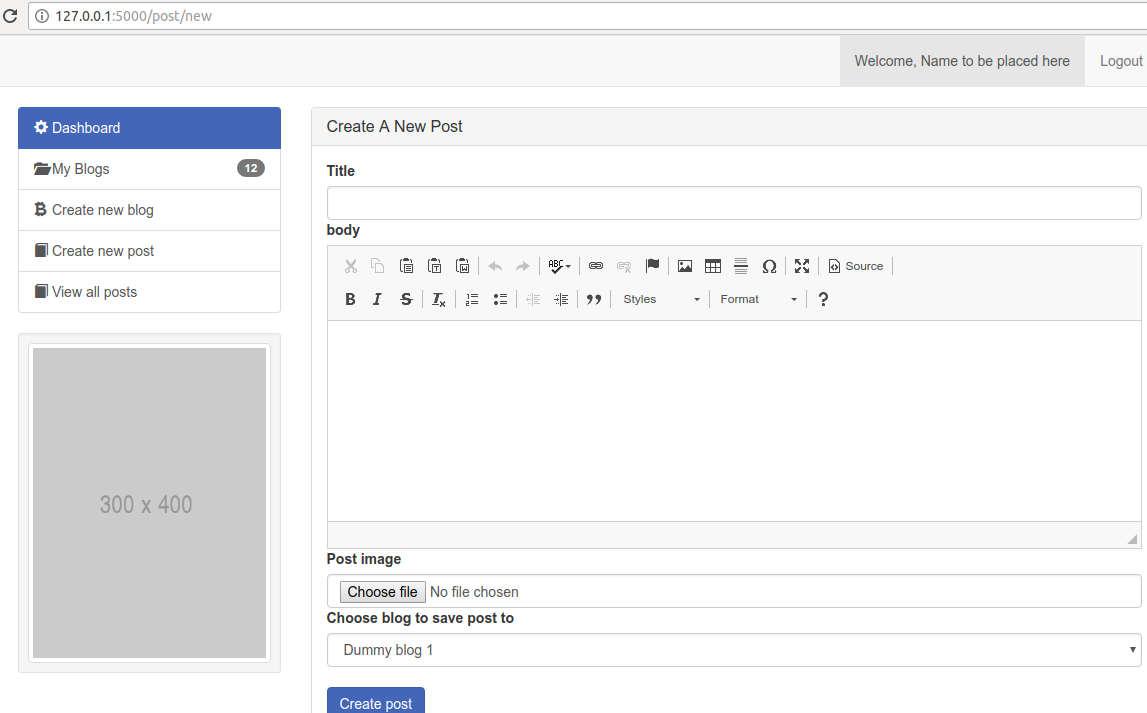 127.0.0.1:5000/post/new
Welcome, Name to be placed here
Logout
Dashboard
My Blogs
12
Create new blog
Create new post
View all posts
300 x 400
Create A New Post
Title
body
ABC
Source
B I S Tx
Styles
Format
?
Post image
Choose file No file chosen
Choose blog to save post to
Dummy blog 1
Create post